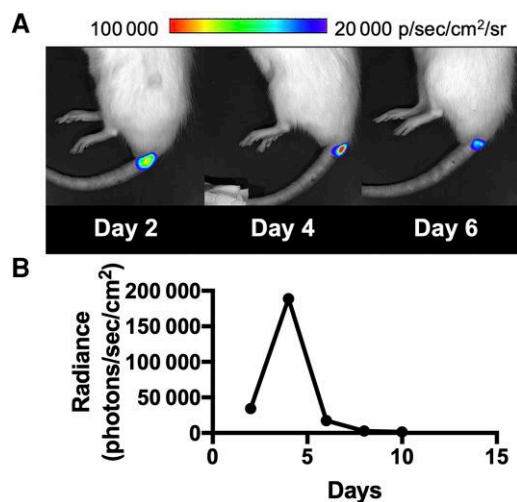 A
100 000 20 000 p/sec/cm²/sr
Day 2 Day 4 Day 6
B
Radiance
(photons/sec/cm²)
200 000
150 000
100 000
50 000
0
0 5 10 15
Days